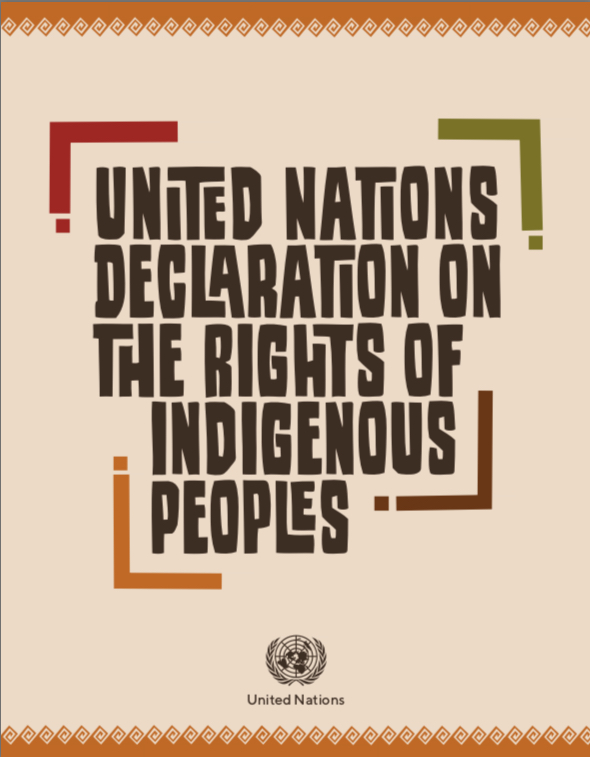 UNITED NATIONS
DECLARATION ON
THE RIGHTS OF
INDIGENOUS
PEOPLES
United Nations